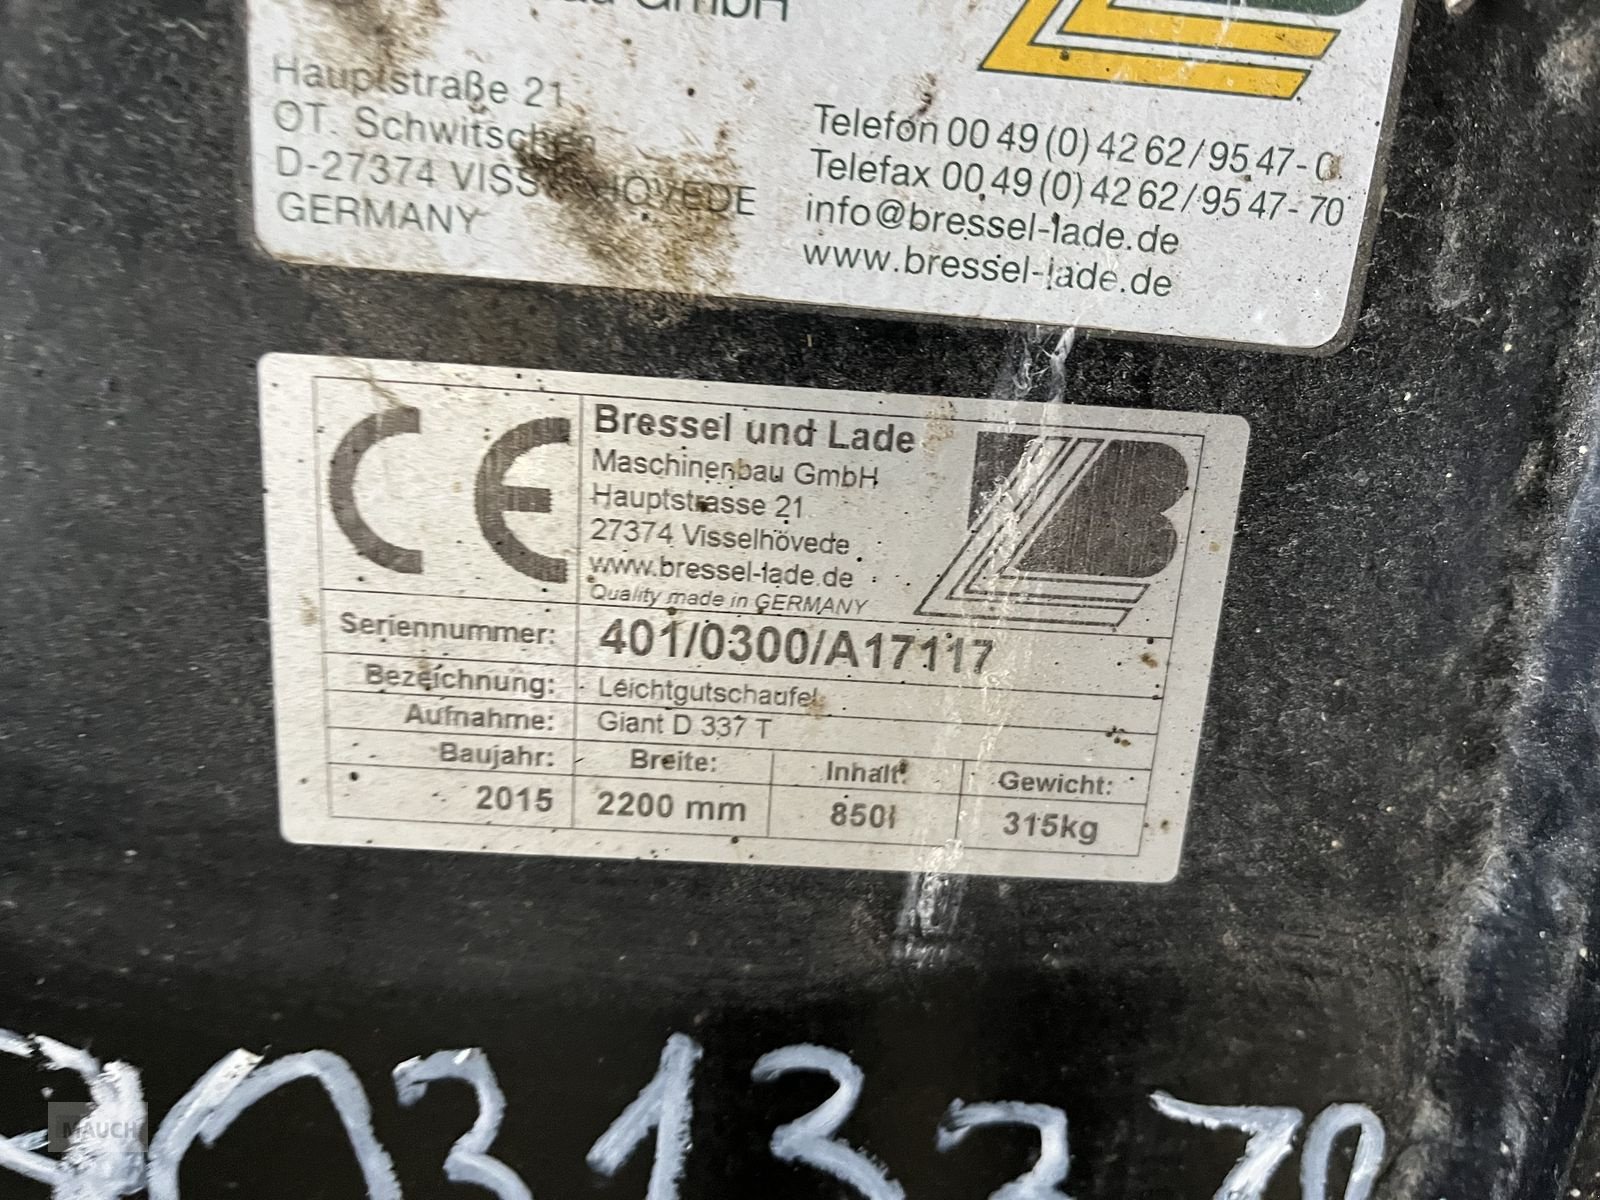 GmbH
Hauptstraße 21
OT. Schwitschen
D-27374 VISSELHÖVEDE
GERMANY
Telefon 00 49 (0) 42 62 / 95 47- 0
Telefax 00 49 (0) 42 62 / 95 47- 70
info@bressel-lade.de
www.bressel-lade.de
CE
Bressel und Lade
Maschinenbau GmbH
Hauptstrasse 21
27374 Visselhövede
www.bressel-lade.de
Quality made in GERMANY
LB
Seriennummer: 401/0300/A17117
Bezeichnung: Leichtgutschaufel
Aufnahme: Giant D 337 T
Baujahr: Breite: Inhalt: Gewicht:
2015 2200 mm 850l 315kg
MAUCH